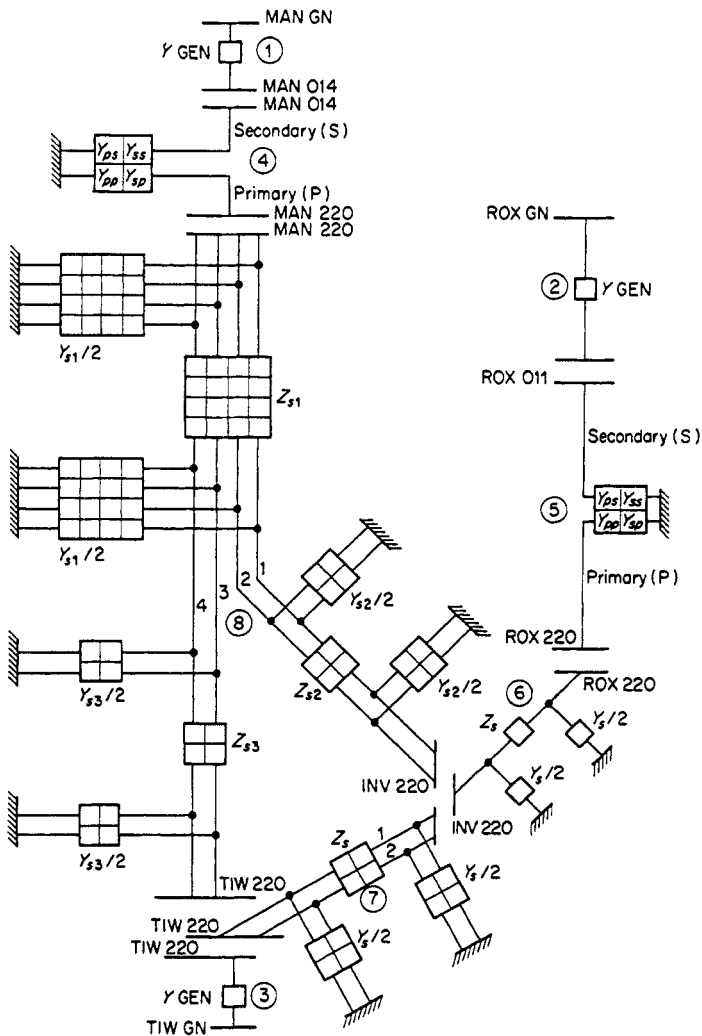 MAN GN
Y GEN
1
MAN 014
MAN 014
Secondary (S)
Yps Yss
Ypp Ysp
4
Primary (P)
MAN 220
MAN 220
Ys1/2
Zs1
Ys1/2
1
2
3
4
8
Ys2/2
Zs2
Ys2/2
Ys3/2
Zs3
Ys3/2
INV 220
INV 220
ROX GN
2
Y GEN
ROX 011
Secondary (S)
5
Yps Yss
Ypp Ysp
Primary (P)
ROX 220
ROX 220
6
Zs
Ys/2
Ys/2
Zs
1
2
7
Ys/2
Ys/2
TIW 220
TIW 220
TIW 220
Y GEN
3
TIW GN